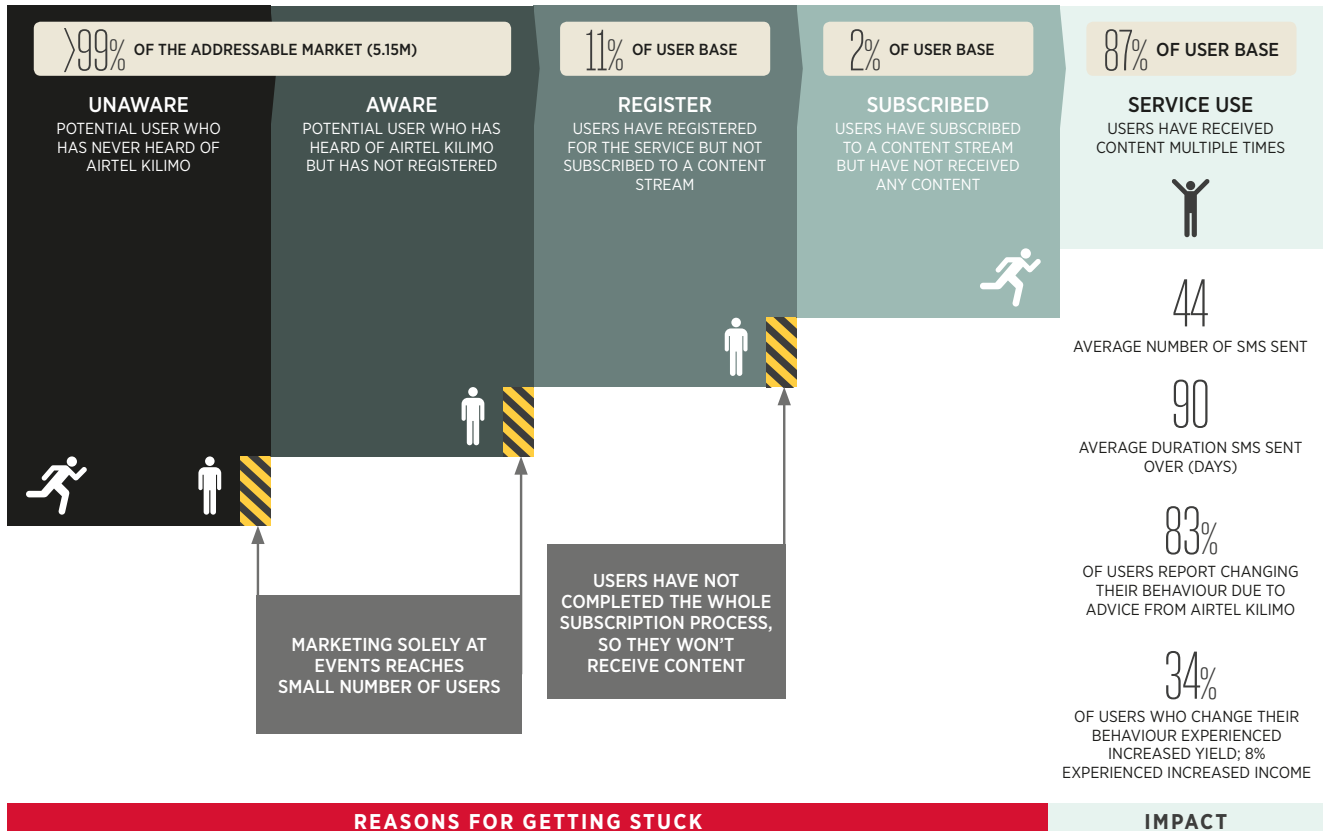 >99% OF THE ADDRESSABLE MARKET (5.15M)
UNAWARE
POTENTIAL USER WHO
HAS NEVER HEARD OF
AIRTEL KILIMO
AWARE
POTENTIAL USER WHO HAS
HEARD OF AIRTEL KILIMO
BUT HAS NOT REGISTERED
11% OF USER BASE
REGISTER
USERS HAVE REGISTERED
FOR THE SERVICE BUT NOT
SUBSCRIBED TO A CONTENT
STREAM
2% OF USER BASE
SUBSCRIBED
USERS HAVE SUBSCRIBED
TO A CONTENT STREAM
BUT HAVE NOT RECEIVED
ANY CONTENT
87% OF USER BASE
SERVICE USE
USERS HAVE RECEIVED
CONTENT MULTIPLE TIMES
MARKETING SOLELY AT
EVENTS REACHES
SMALL NUMBER OF USERS
USERS HAVE NOT
COMPLETED THE WHOLE
SUBSCRIPTION PROCESS,
SO THEY WON'T
RECEIVE CONTENT
44
AVERAGE NUMBER OF SMS SENT
90
AVERAGE DURATION SMS SENT
OVER (DAYS)
83%
OF USERS REPORT CHANGING
THEIR BEHAVIOUR DUE TO
ADVICE FROM AIRTEL KILIMO
34%
OF USERS WHO CHANGE THEIR
BEHAVIOUR EXPERIENCED
INCREASED YIELD; 8%
EXPERIENCED INCREASED INCOME
REASONS FOR GETTING STUCK
IMPACT